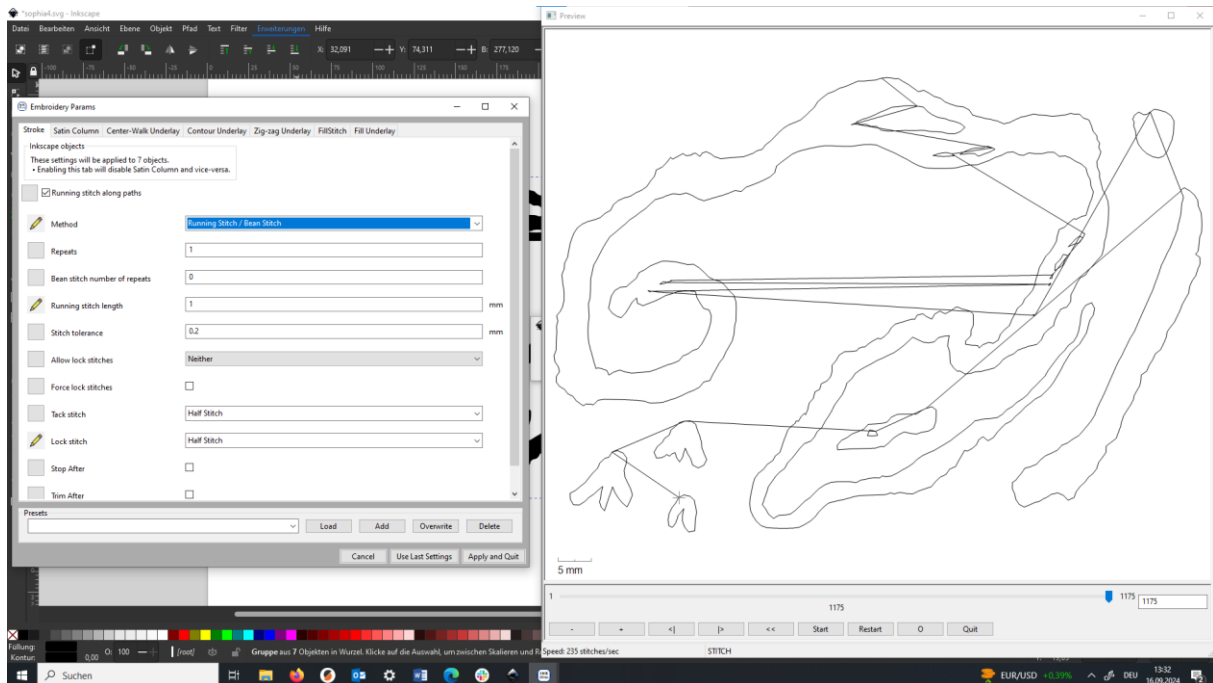 *sophia4.svg - Inkscape
Datei Bearbeiten Ansicht Ebene Objekt Pfad Text Filter Erweiterungen Hilfe
X: 32,091 Y: 74,311 B: 277,120
Embroidery Params
Stroke Satin Column Center-Walk Underlay Contour Underlay Zig-zag Underlay FillStitch Fill Underlay
Inkscape objects
These settings will be applied to 7 objects.
• Enabling this tab will disable Satin Column and vice-versa.
Running stitch along paths
Method Running Stitch / Bean Stitch
Repeats 1
Bean stitch number of repeats 0
Running stitch length 1 mm
Stitch tolerance 0.2 mm
Allow lock stitches Neither
Force lock stitches
Tack stitch Half Stitch
Lock stitch Half Stitch
Stop After
Trim After
Presets
Load Add Overwrite Delete
Cancel Use Last Settings Apply and Quit
Füllung:
Kontur: 0,00 O: 100 [root] Gruppe aus 7 Objekten in Wurzel. Klicke auf die Auswahl, um zwischen Skalieren und R
Preview
5 mm
1 1175 1175
1175
- + <| |> << Start Restart O Quit
Speed: 235 stitches/sec STITCH
Suchen
EUR/USD +0,39% DEU 13:32
16.09.2024